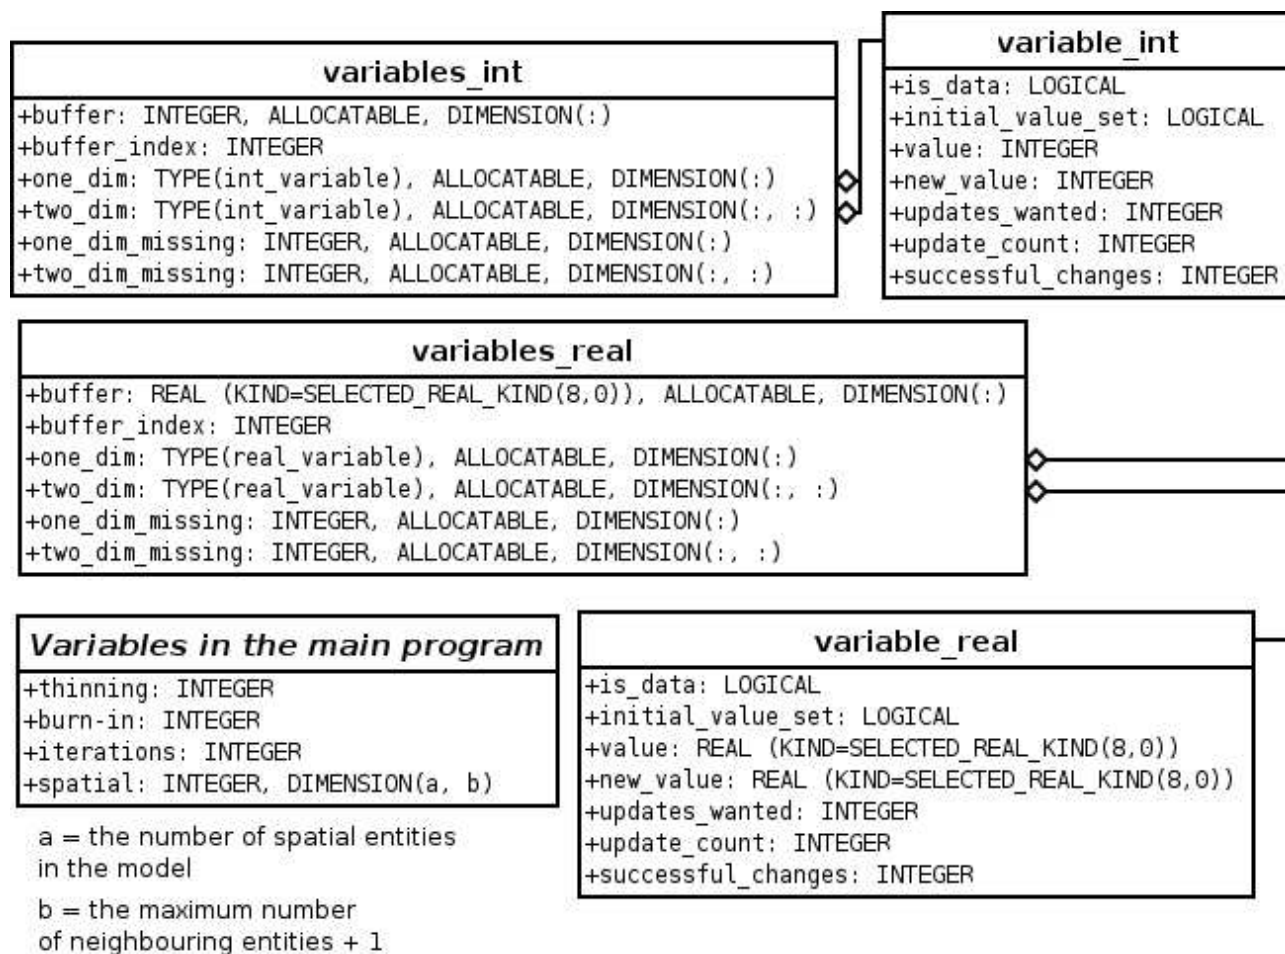 variables_int
+buffer: INTEGER, ALLOCATABLE, DIMENSION(:)
+buffer_index: INTEGER
+one_dim: TYPE(int_variable), ALLOCATABLE, DIMENSION(:)
+two_dim: TYPE(int_variable), ALLOCATABLE, DIMENSION(:, :)
+one_dim_missing: INTEGER, ALLOCATABLE, DIMENSION(:)
+two_dim_missing: INTEGER, ALLOCATABLE, DIMENSION(:, :)
variable_int
+is_data: LOGICAL
+initial_value_set: LOGICAL
+value: INTEGER
+new_value: INTEGER
+updates_wanted: INTEGER
+update_count: INTEGER
+successful_changes: INTEGER
variables_real
+buffer: REAL (KIND=SELECTED_REAL_KIND(8,0)), ALLOCATABLE, DIMENSION(:)
+buffer_index: INTEGER
+one_dim: TYPE(real_variable), ALLOCATABLE, DIMENSION(:)
+two_dim: TYPE(real_variable), ALLOCATABLE, DIMENSION(:, :)
+one_dim_missing: INTEGER, ALLOCATABLE, DIMENSION(:)
+two_dim_missing: INTEGER, ALLOCATABLE, DIMENSION(:, :)
Variables in the main program
+thinning: INTEGER
+burn-in: INTEGER
+iterations: INTEGER
+spatial: INTEGER, DIMENSION(a, b)
a = the number of spatial entities
in the model
b = the maximum number
of neighbouring entities + 1
variable_real
+is_data: LOGICAL
+initial_value_set: LOGICAL
+value: REAL (KIND=SELECTED_REAL_KIND(8,0))
+new_value: REAL (KIND=SELECTED_REAL_KIND(8,0))
+updates_wanted: INTEGER
+update_count: INTEGER
+successful_changes: INTEGER